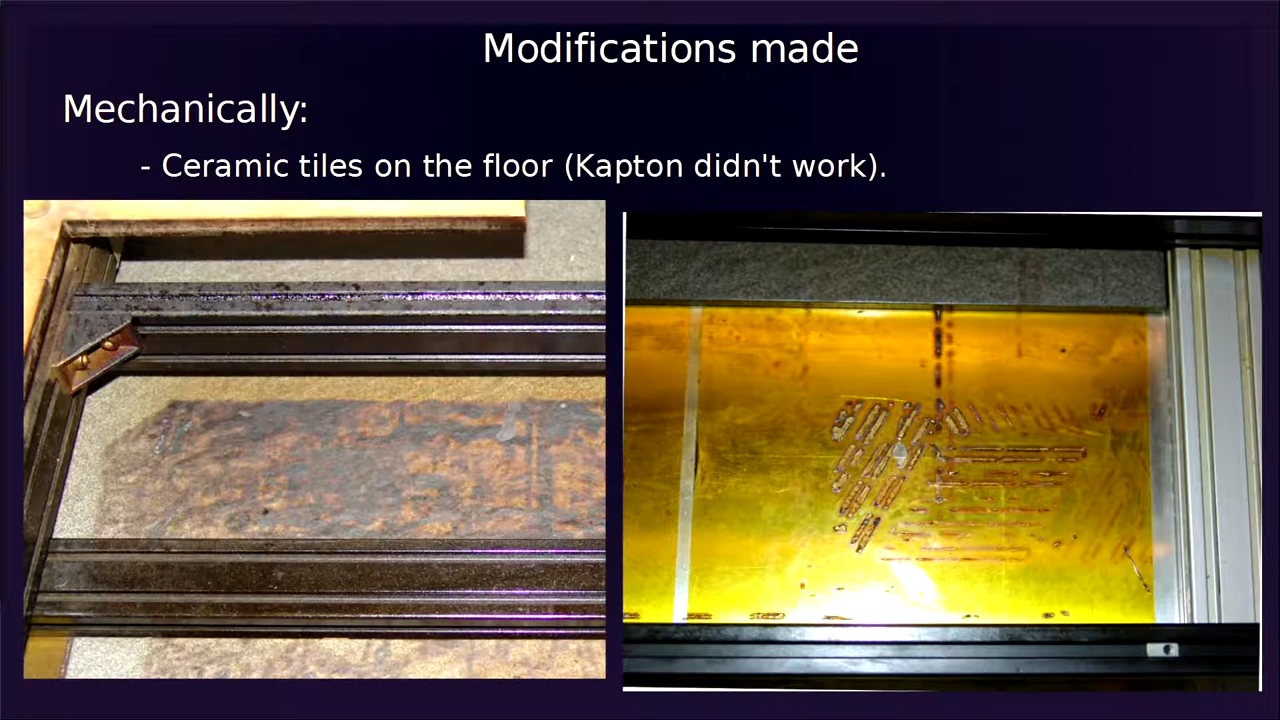 Modifications made
Mechanically:
- Ceramic tiles on the floor (Kapton didn't work).